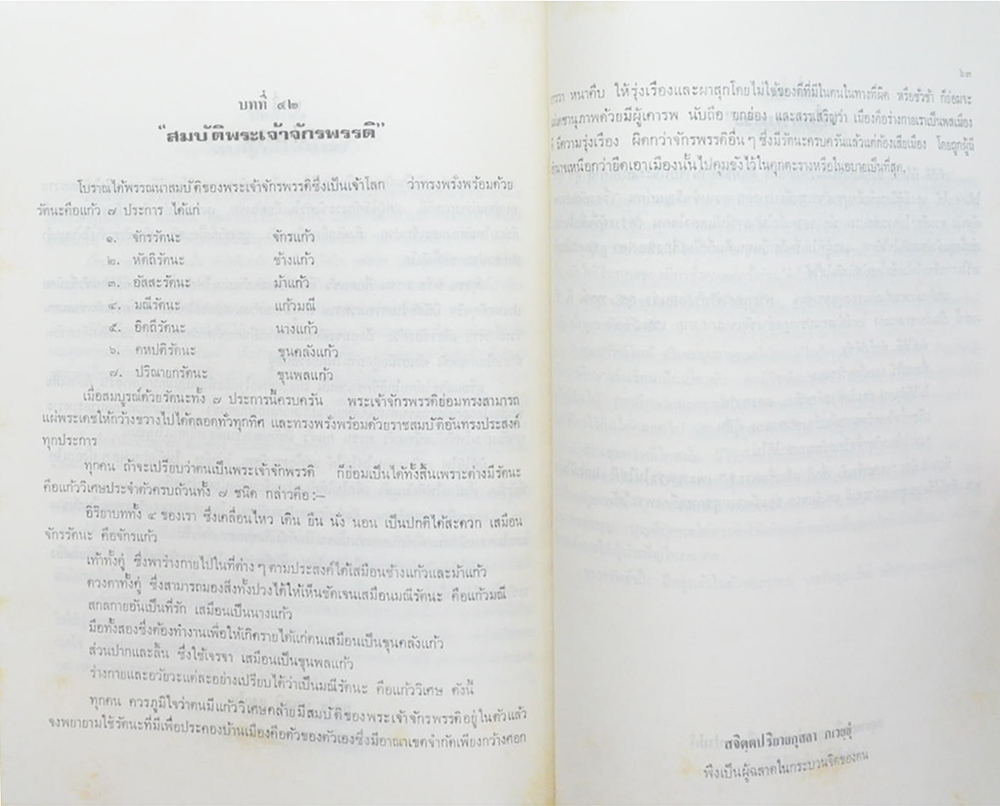 บทที่ ๔๒
"สมบัติพระเจ้าจักรพรรดิ"
โบราณได้พรรณนาสมบัติของพระเจ้าจักรพรรดิซึ่งเป็นเจ้าโลก ว่าทรงพรั่งพร้อมด้วย
รัตนะคือแก้ว ๗ ประการ ได้แก่
๑. จักรรัตนะ จักรแก้ว
๒. หัตถิรัตนะ ช้างแก้ว
๓. อัสสะรัตนะ ม้าแก้ว
๔. มณีรัตนะ แก้วมณี
๕. อิตถีรัตนะ นางแก้ว
๖. คหปติรัตนะ ขุนคลังแก้ว
๗. ปริณายกรัตนะ ขุนพลแก้ว
เมื่อสมบูรณ์ด้วยรัตนะทั้ง ๗ ประการนี้ครบครัน พระเจ้าจักรพรรดิย่อมทรงสามารถ
แผ่พระเดชให้กว้างขวางไปได้ตลอดทั่วทุกทิศ และทรงพรั่งพร้อมด้วยราชสมบัติอันทรงประสงค์
ทุกประการ
ทุกคน ถ้าจะเปรียบว่าตนเป็นพระเจ้าจักรพรรดิ ก็ย่อมเป็นได้ทั้งสิ้นเพราะต่างมีรัตนะ
คือแก้ววิเศษประจำตัวครบถ้วนทั้ง ๗ ชนิด กล่าวคือ:–
อิริยาบททั้ง ๔ ของเรา ซึ่งเคลื่อนไหว เดิน ยืน นั่ง นอน เป็นปกติได้สะดวก เสมือน
จักรรัตนะ คือจักรแก้ว
เท้าทั้งคู่ ซึ่งพาร่างกายไปในที่ต่าง ๆ ตามประสงค์ได้เสมือนช้างแก้วและม้าแก้ว
ดวงตาทั้งคู่ ซึ่งสามารถมองสิ่งทั้งปวงได้ให้เห็นชัดเจนเสมือนมณีรัตนะ คือแก้วมณี
สกลกายอันเป็นที่รัก เสมือนเป็นนางแก้ว
มือทั้งสองซึ่งต้องทำงานเพื่อให้เกิดรายได้แก่ตนเสมือนเป็นขุนคลังแก้ว
ส่วนปากและลิ้น ซึ่งใช้เจรจา เสมือนเป็นขุนพลแก้ว
ร่างกายและอวัยวะแต่ละอย่างเปรียบได้ว่าเป็นมณีรัตนะ คือแก้ววิเศษ ดังนี้
ทุกคน ควรภูมิใจว่าตนมีแก้ววิเศษคล้ายมีสมบัติของพระเจ้าจักรพรรดิอยู่ในตัวแล้ว
จงพยายามใช้รัตนะที่มีเพื่อประคองบ้านเมืองคือตัวของตัวเองซึ่งมีอาณาเขตจำกัดเพียงกว้างศอก
๖๓
หนาคืบ ให้รุ่งเรืองและผาสุกโดยไม่ใช้ของดีที่มีในตนในทางที่ผิด หรือชั่วช้า ก็ย่อมจะ
เดชานุภาพด้วยมีผู้เคารพ นับถือ ยกย่อง และสรรเสริญว่า เมืองคือร่างกายเราเป็นพสเมือง
มีความรุ่งเรือง ผิดกว่าจักรพรรดิอื่นๆ ซึ่งมีรัตนะครบครันแล้วแต่ต้องเสียเมือง โดยถูกผู้มี
เหนือกว่ายึดเอาเมืองนั้นไปคุมขังไว้ในคุกตะรางหรือในอบายเป็นที่สุด.
สจิตฺตปริยายกุสลา ภเวยฺยุํ
พึงเป็นผู้ฉลาดในกระบวนจิตของตน